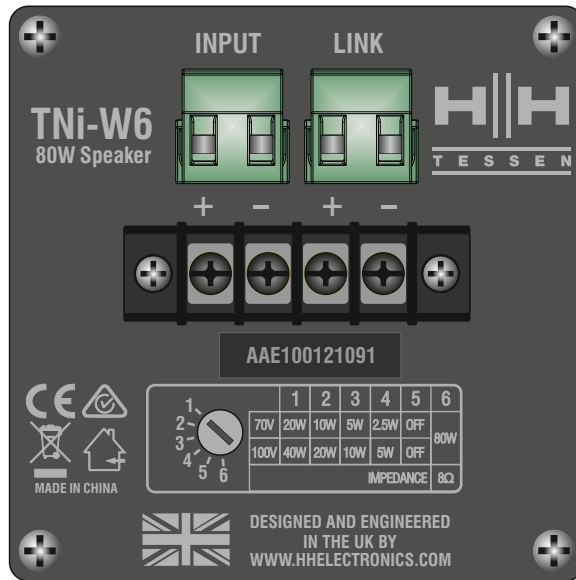 INPUT LINK
TNi-W6
80W Speaker
H||H
TESSEN
+ - + -
AAE100121091
CE
1
2
3
4
5
6
1 2 3 4 5 6
70V 20W 10W 5W 2.5W OFF 80W
100V 40W 20W 10W 5W OFF
IMPEDANCE 8Ω
MADE IN CHINA
DESIGNED AND ENGINEERED
IN THE UK BY
WWW.HHELECTRONICS.COM